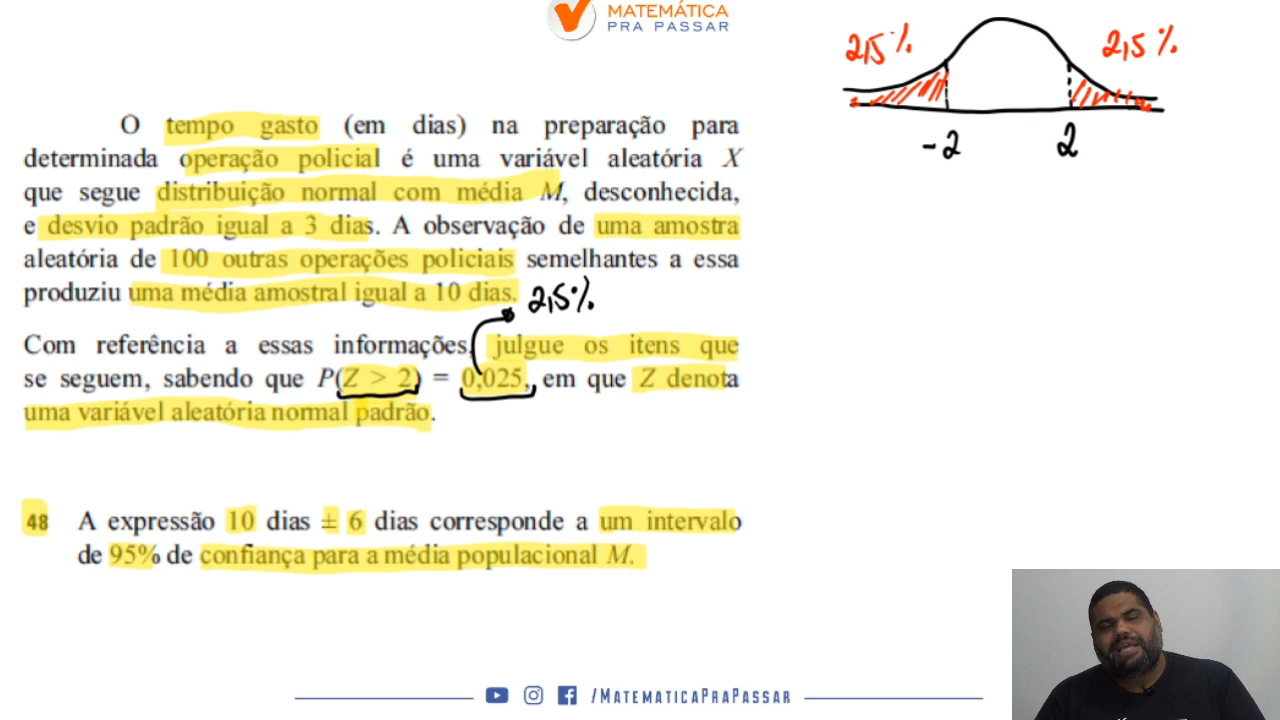 MATEMÁTICA
PRA PASSAR
2,5%
2,5%
-2
2
O tempo gasto (em dias) na preparação para
determinada operação policial é uma variável aleatória X
que segue distribuição normal com média M, desconhecida,
e desvio padrão igual a 3 dias. A observação de uma amostra
aleatória de 100 outras operações policiais semelhantes a essa
produziu uma média amostral igual a 10 dias.
2,5%
Com referência a essas informações, julgue os itens que
se seguem, sabendo que P(Z > 2) = 0,025, em que Z denota
uma variável aleatória normal padrão.
48 A expressão 10 dias ± 6 dias corresponde a um intervalo
de 95% de confiança para a média populacional M.
/MATEMATICAPRAPASSAR